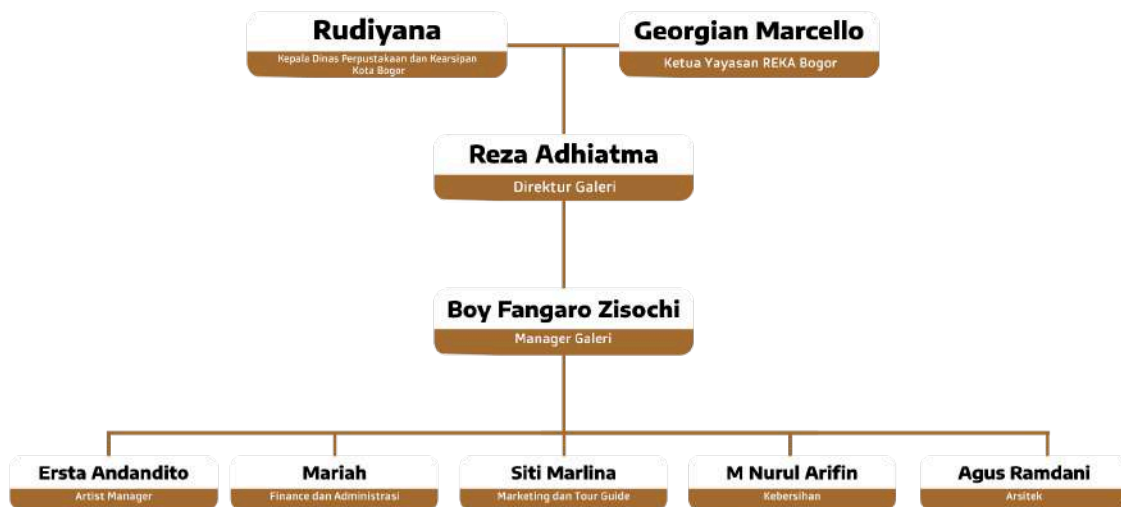 Rudiyana
Kepala Dinas Perpustakaan dan Kearsipan
Kota Bogor
Georgian Marcello
Ketua Yayasan REKA Bogor
Reza Adhiatma
Direktur Galeri
Boy Fangaro Zisochi
Manager Galeri
Ersta Andandito
Artist Manager
Mariah
Finance dan Administrasi
Siti Marlina
Marketing dan Tour Guide
M Nurul Arifin
Kebersihan
Agus Ramdani
Arsitek